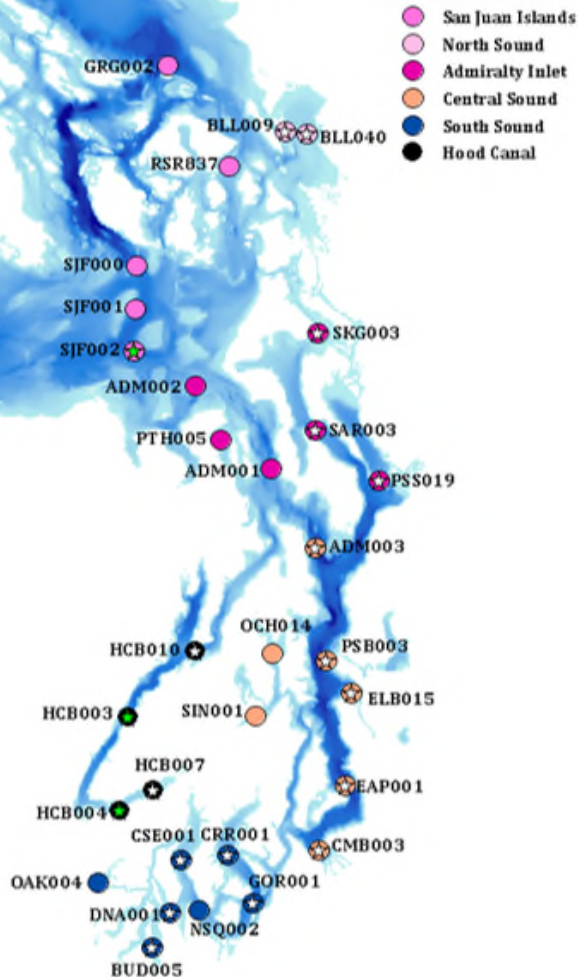 San Juan Islands
North Sound
Admiralty Inlet
Central Sound
South Sound
Hood Canal
GRG002
BLL009
BLL040
RSR837
SJF000
SJF001
SJF002
SKG003
ADM002
SAR003
PTH005
ADM001
PSS019
ADM003
OCH014
HCB010
PSB003
ELB015
HCB003
SIN001
HCB007
EAP001
HCB004
CSE001
CRR001
CMB003
OAK004
GOR001
DNA001
NSQ002
BUD005